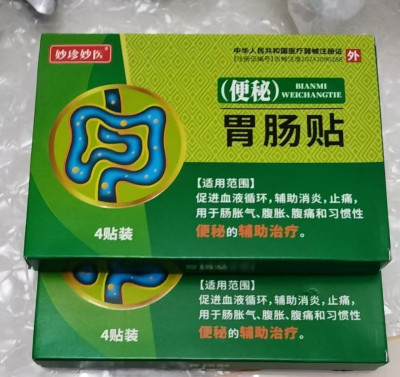 妙珍妙医
中华人民共和国医疗器械注册证
外
(便秘)
BIANMI
WEICHANGTIE
胃肠贴
【适用范围】
促进血液循环,辅助消炎,止痛,
用于肠胀气、腹胀、腹痛和习惯性
便秘的辅助治疗。
4贴装
【适用范围】
促进血液循环,辅助消炎,止痛,
用于肠胀气、腹胀、腹痛和习惯性
便秘的辅助治疗。
4贴装